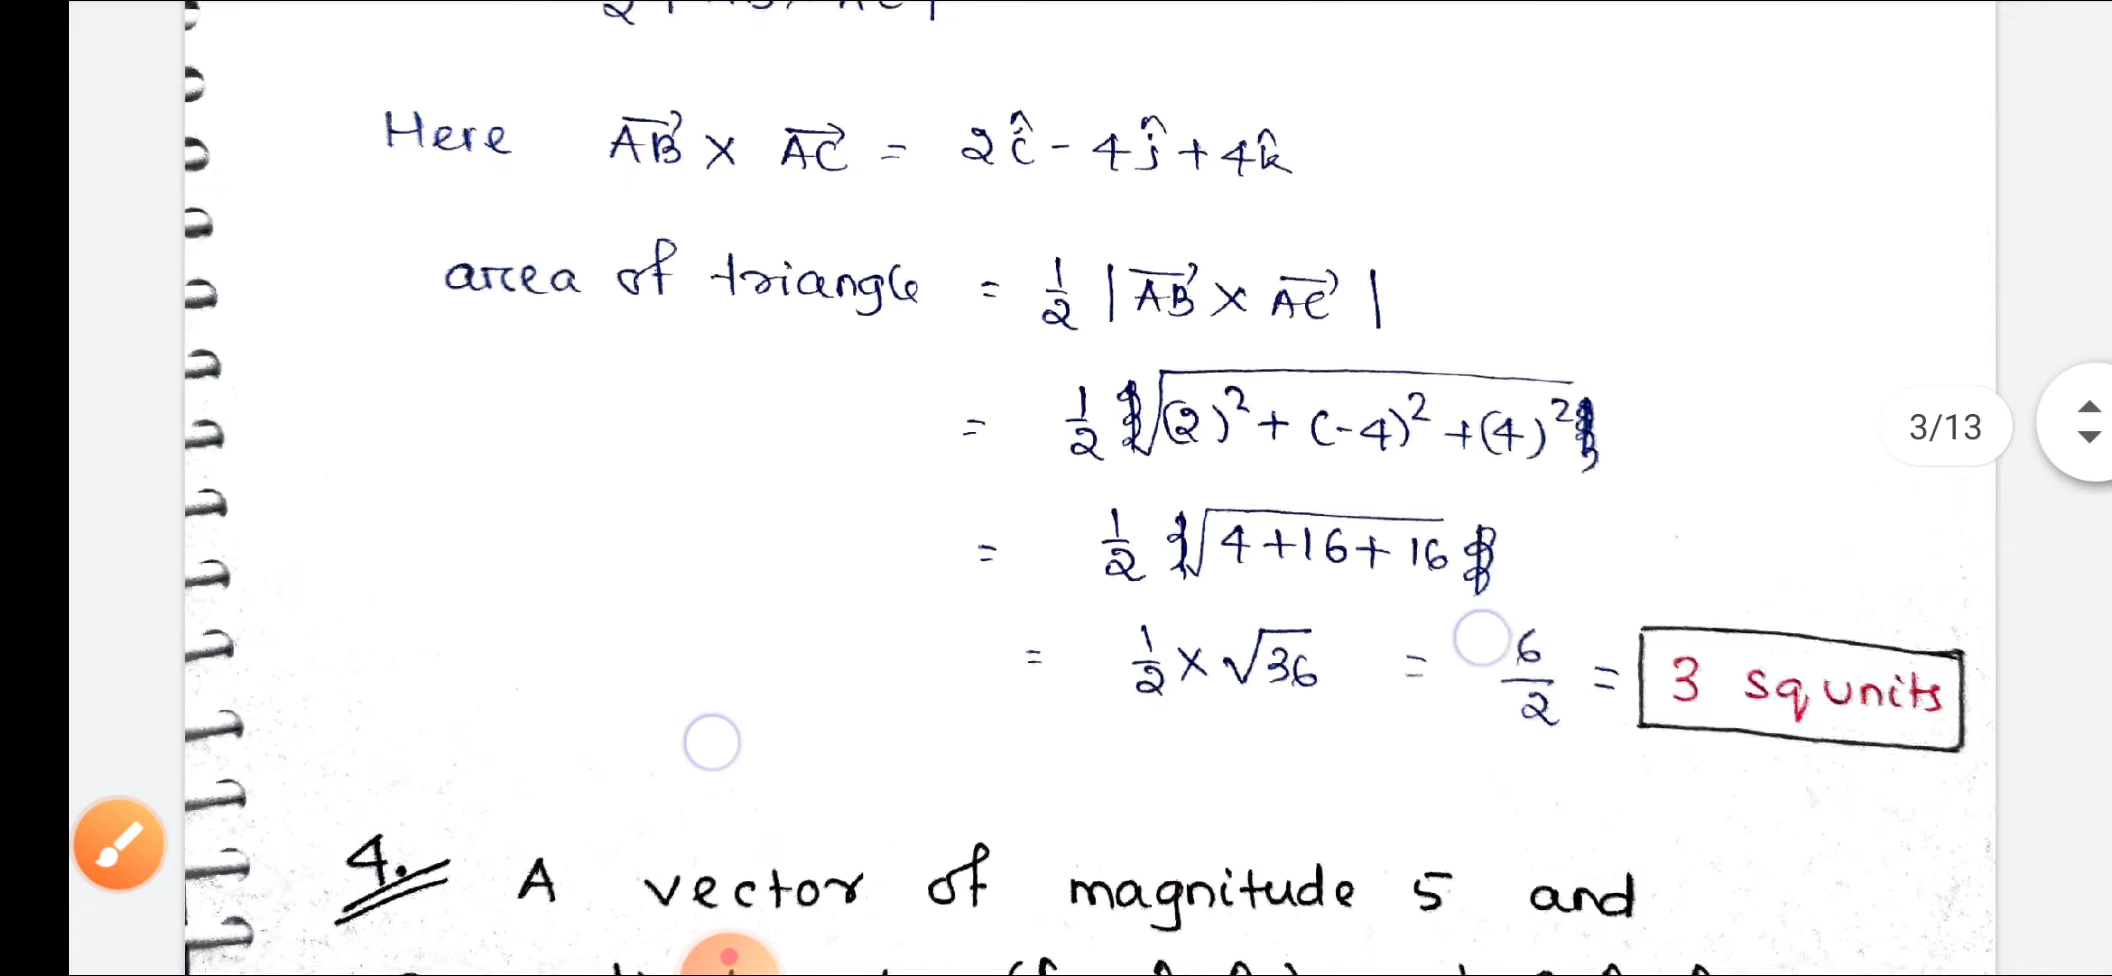 Here AB⃗ × AC⃗ = 2î - 4ĵ + 4k̂
area of triangle = 1/2 |AB⃗ × AC⃗|
= 1/2 √(2)² + (-4)² + (4)²
3/13
= 1/2 √4+16+16
= 1/2 × √36 = 6/2 = 3 sq units
4. A vector of magnitude 5 and